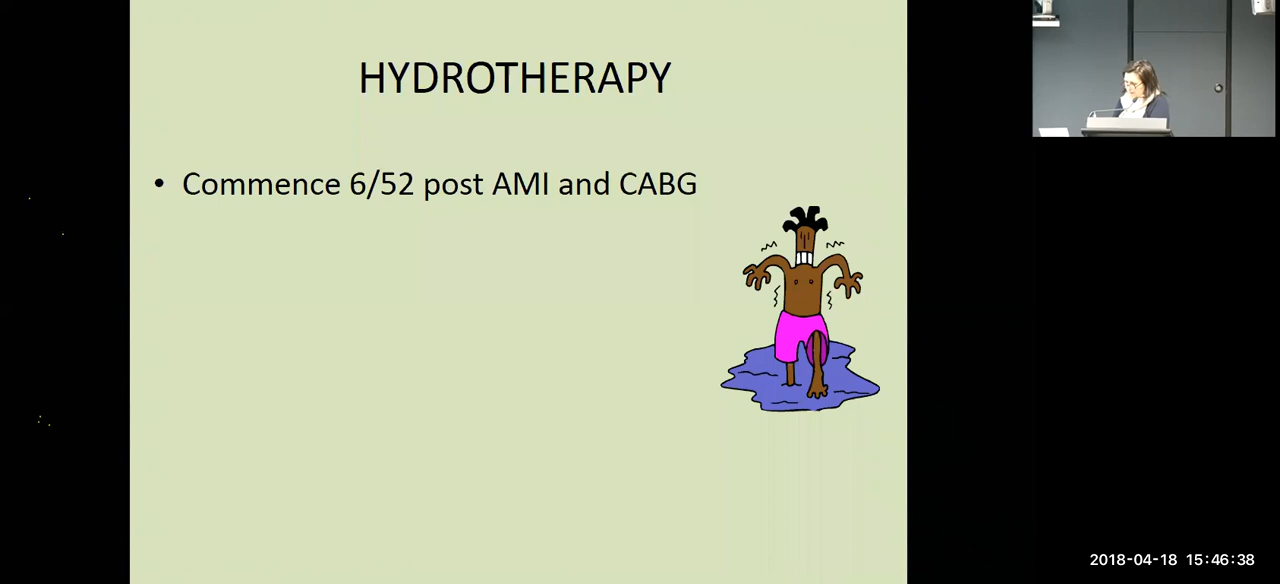 HYDROTHERAPY
• Commence 6/52 post AMI and CABG
2018-04-18 15:46:38